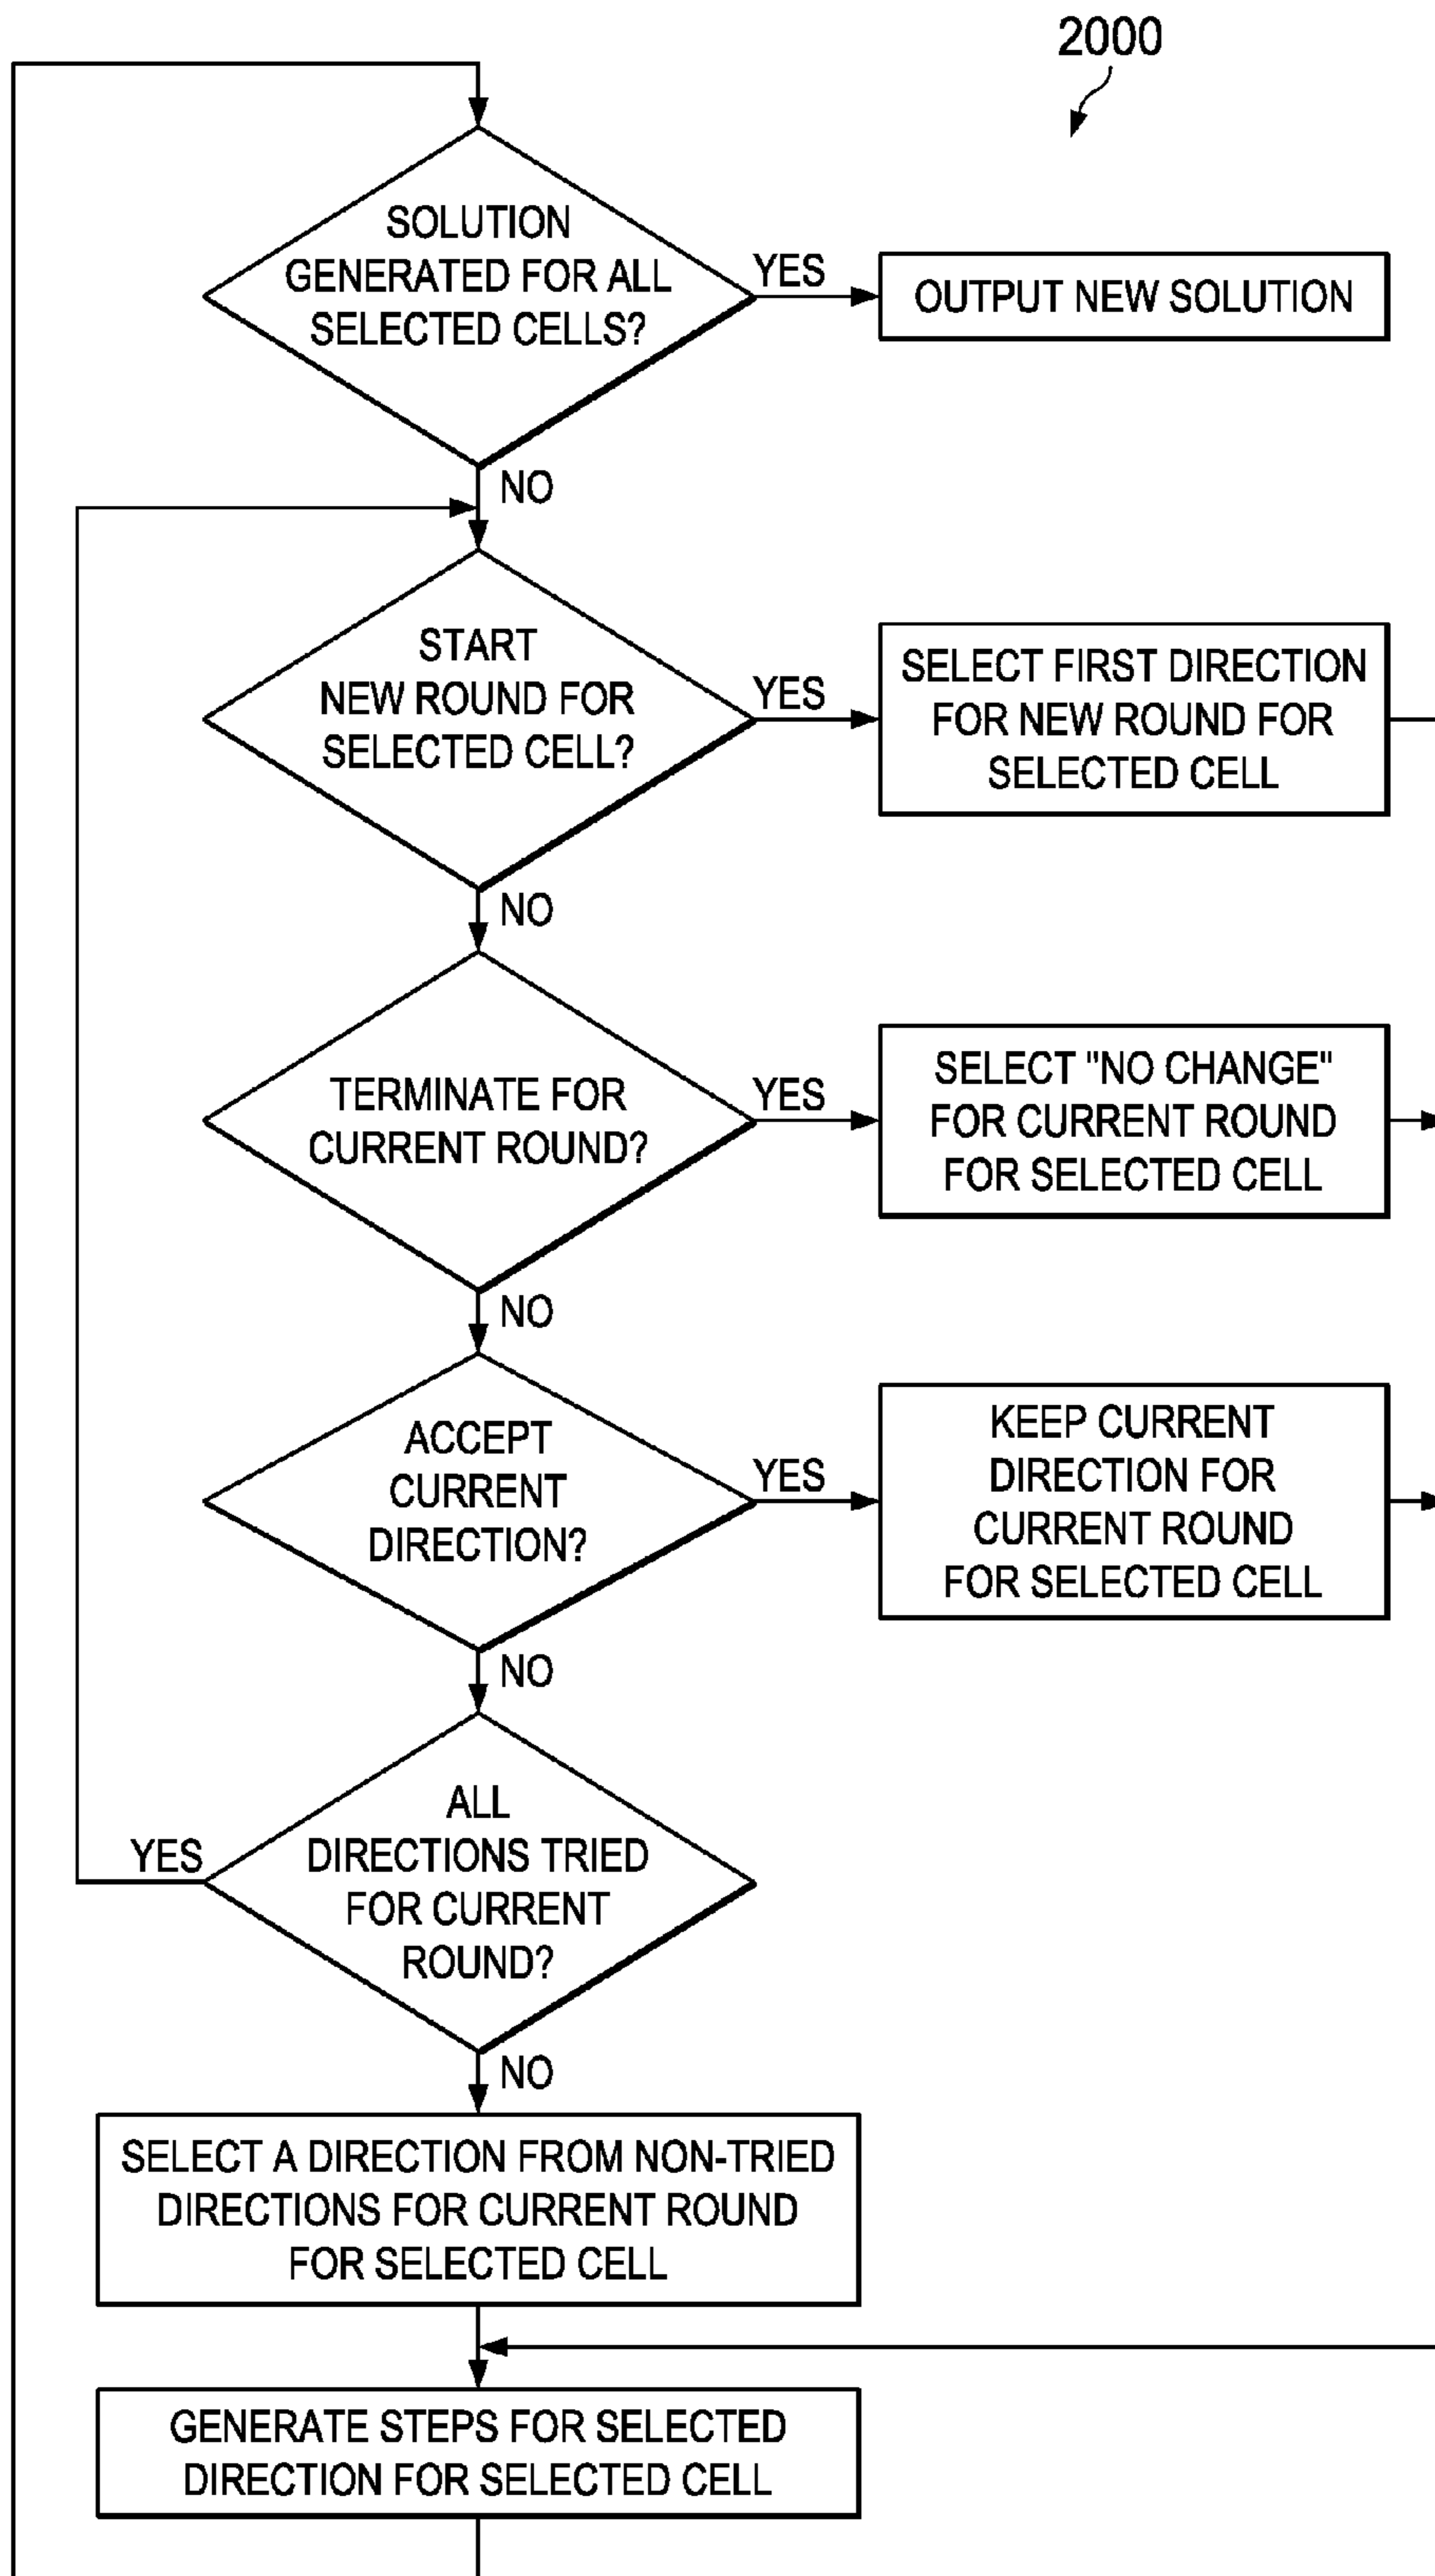 2000
SOLUTION
GENERATED FOR ALL
SELECTED CELLS?
YES
OUTPUT NEW SOLUTION
NO
START
NEW ROUND FOR
SELECTED CELL?
YES
SELECT FIRST DIRECTION
FOR NEW ROUND FOR
SELECTED CELL
NO
TERMINATE FOR
CURRENT ROUND?
YES
SELECT "NO CHANGE"
FOR CURRENT ROUND
FOR SELECTED CELL
NO
ACCEPT
CURRENT
DIRECTION?
YES
KEEP CURRENT
DIRECTION FOR
CURRENT ROUND
FOR SELECTED CELL
NO
ALL
DIRECTIONS TRIED
FOR CURRENT
ROUND?
YES
NO
SELECT A DIRECTION FROM NON-TRIED
DIRECTIONS FOR CURRENT ROUND
FOR SELECTED CELL
GENERATE STEPS FOR SELECTED
DIRECTION FOR SELECTED CELL